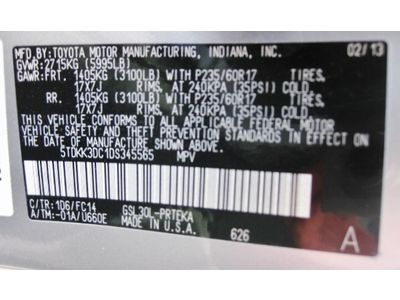 MFD. BY: TOYOTA MOTOR MANUFACTURING, INDIANA, INC. 02/13
GVWR: 2715KG (5995LB)
GAWR: FRT. 1405KG (3100LB) WITH P235/60R17 TIRES,
17X7J RIMS, AT 240KPA (35PSI) COLD.
RR. 1405KG (3100LB) WITH P235/60R17 TIRES,
17X7J RIMS, AT 240KPA (35PSI) COLD.
THIS VEHICLE CONFORMS TO ALL APPLICABLE FEDERAL MOTOR
VEHICLE SAFETY AND THEFT PREVENTION STANDARDS IN EFFECT ON
THE DATE OF MANUFACTURE SHOWN ABOVE.
5TDKK3DC1DS345565 MPV
C/TR: 1D6/FC14 GSL30L-PRTEKA
A/TM: -01A/U660E MADE IN U.S.A. 626 A